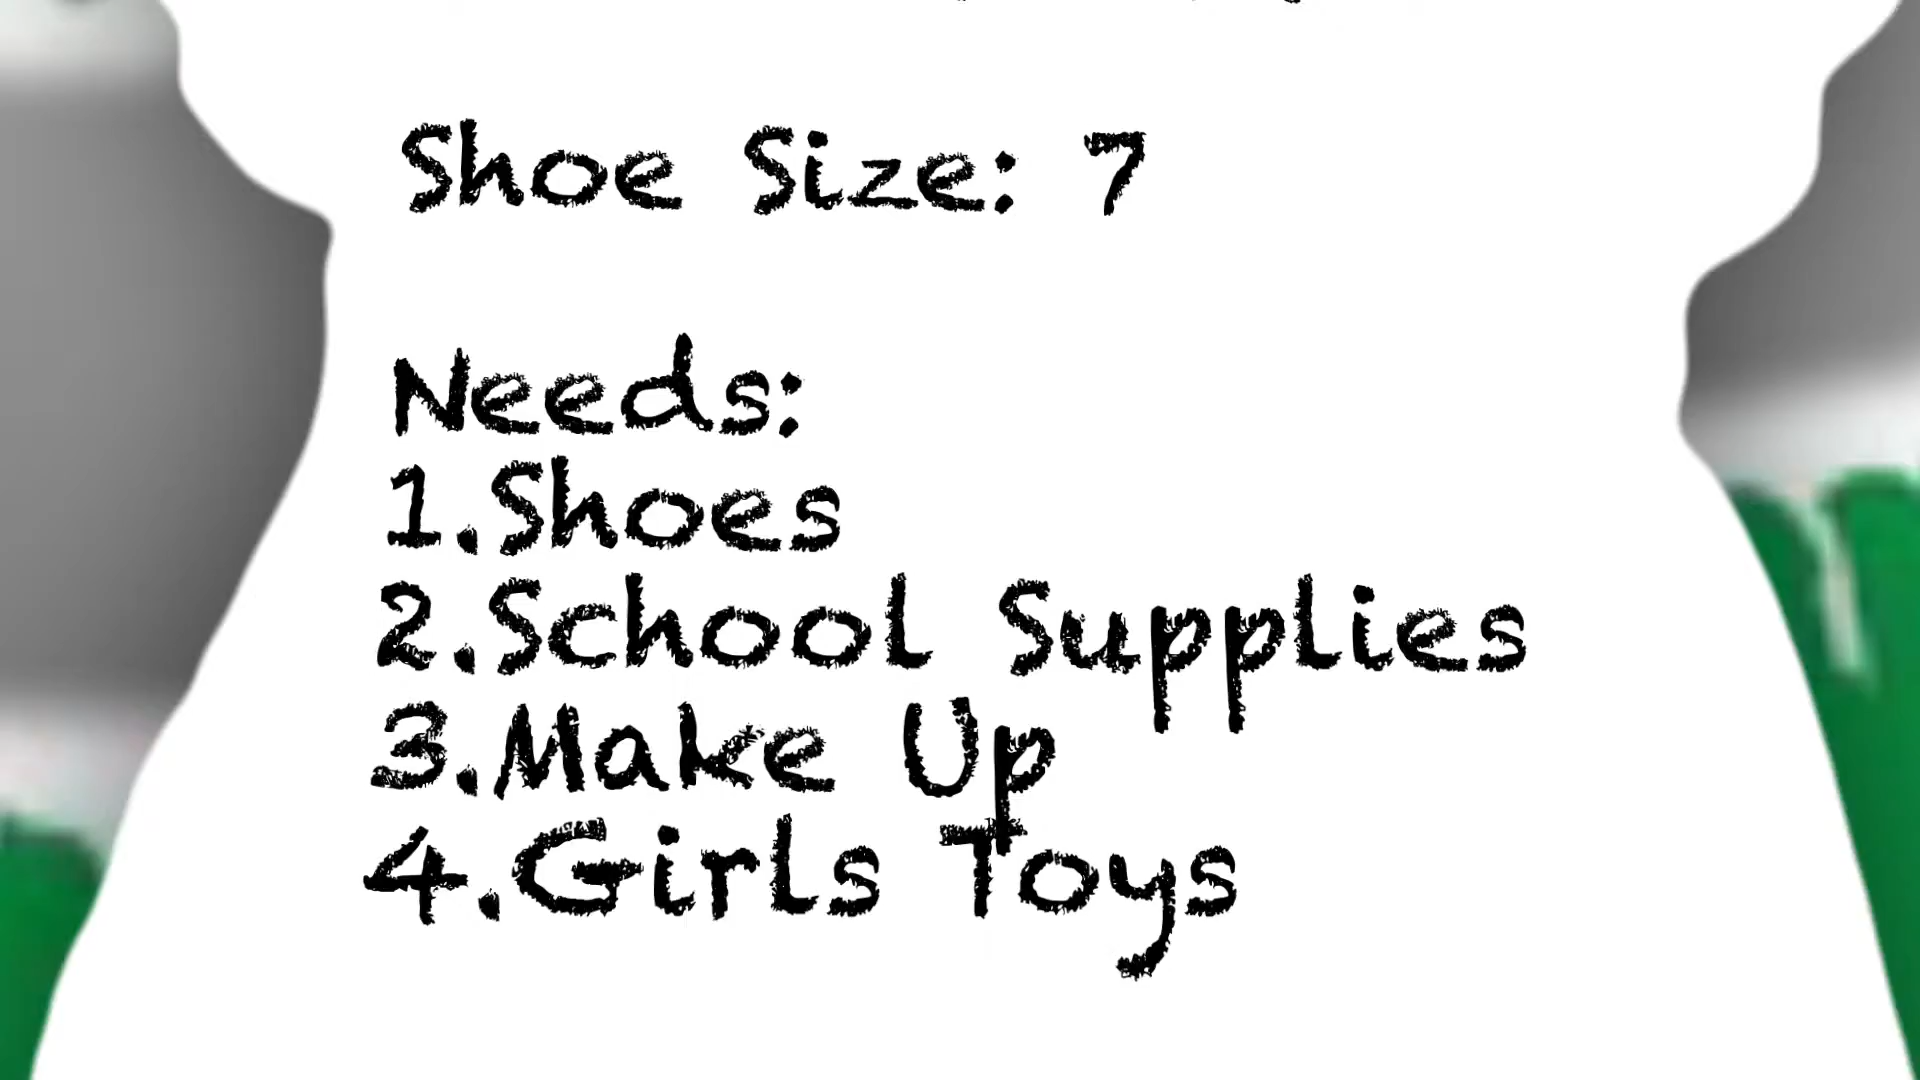 Shoe Size: 7
Needs:
1.Shoes
2.School Supplies
3.Make Up
4.Girls Toys